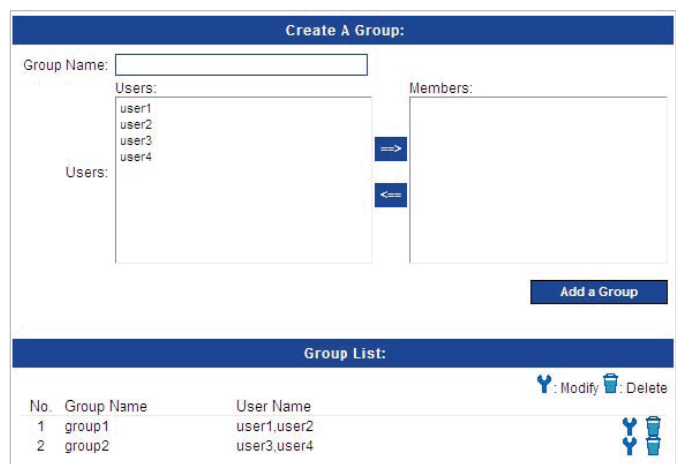 Create A Group:
Group Name:
Users: Members:
user1
user2
user3
user4
Users:
==>
<==
Add a Group
Group List:
: Modify : Delete
No. Group Name User Name
1 group1 user1,user2
2 group2 user3,user4